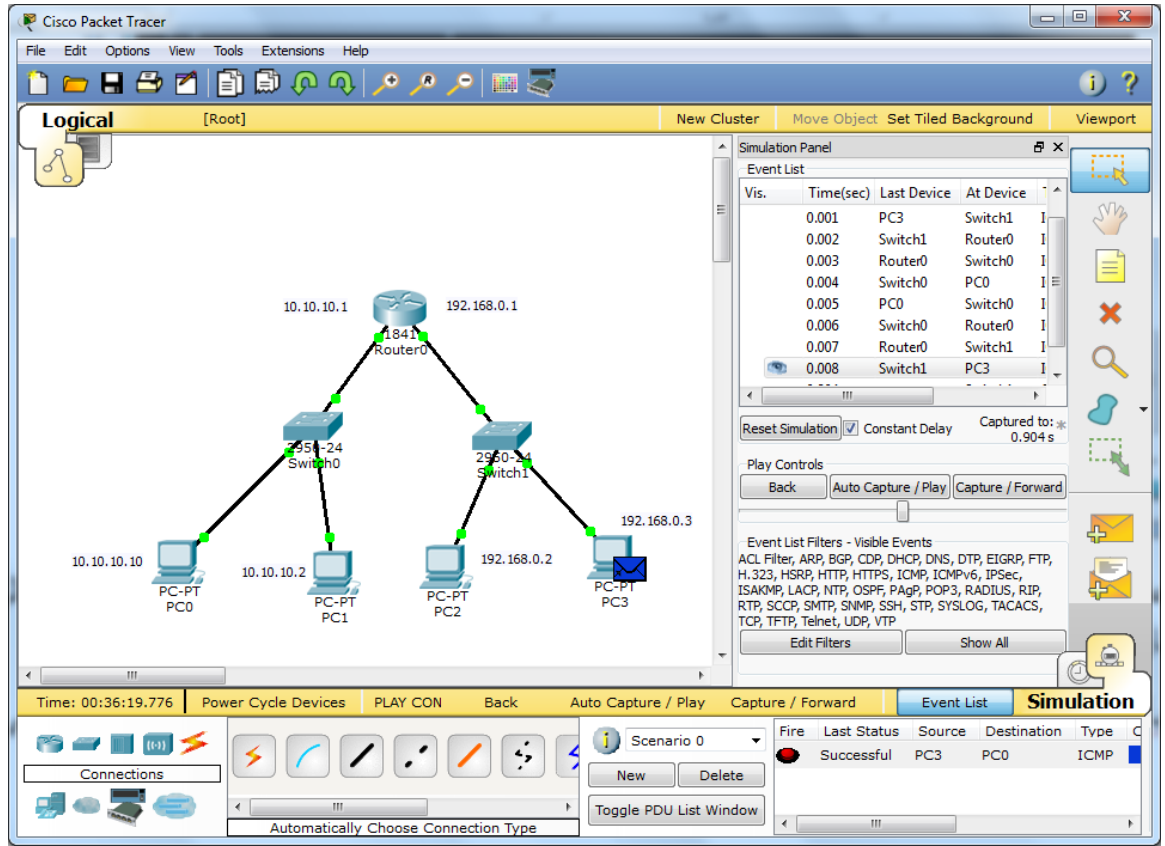 Cisco Packet Tracer
File Edit Options View Tools Extensions Help
Logical [Root] New Cluster Move Object Set Tiled Background Viewport
10.10.10.1
192.168.0.1
1841
Router0
2950-24
Switch0
2950-24
Switch1
192.168.0.3
10.10.10.10
PC-PT
PC0
10.10.10.2
PC-PT
PC1
192.168.0.2
PC-PT
PC2
PC-PT
PC3
Simulation Panel
Event List
Vis. Time(sec) Last Device At Device
0.001 PC3 Switch1 I
0.002 Switch1 Router0 I
0.003 Router0 Switch0 I
0.004 Switch0 PC0 I
0.005 PC0 Switch0 I
0.006 Switch0 Router0 I
0.007 Router0 Switch1 I
0.008 Switch1 PC3 I
Reset Simulation Constant Delay Captured to: *
0.904 s
Play Controls
Back Auto Capture / Play Capture / Forward
Event List Filters - Visible Events
ACL Filter, ARP, BGP, CDP, DHCP, DNS, DTP, EIGRP, FTP,
H.323, HSRP, HTTP, HTTPS, ICMP, ICMPv6, IPSec,
ISAKMP, LACP, NTP, OSPF, PAgP, POP3, RADIUS, RIP,
RTP, SCCP, SMTP, SNMP, SSH, STP, SYSLOG, TACACS,
TCP, TFTP, Telnet, UDP, VTP
Edit Filters Show All
Time: 00:36:19.776 Power Cycle Devices PLAY CON Back Auto Capture / Play Capture / Forward Event List Simulation
Connections
Automatically Choose Connection Type
Scenario 0
New Delete
Toggle PDU List Window
Fire Last Status Source Destination Type C
Successful PC3 PC0 ICMP